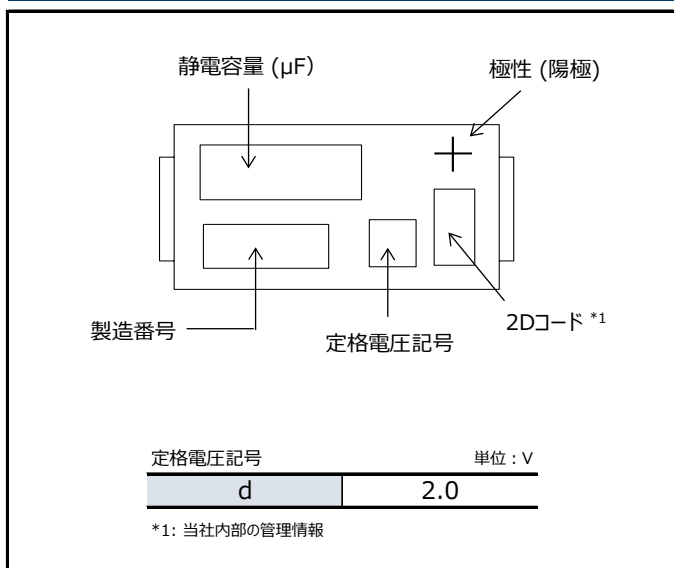 静電容量 (μF)
極性 (陽極)
+
製造番号
定格電圧記号
2Dコード *1
定格電圧記号 単位：V
d 2.0
*1: 当社内部の管理情報